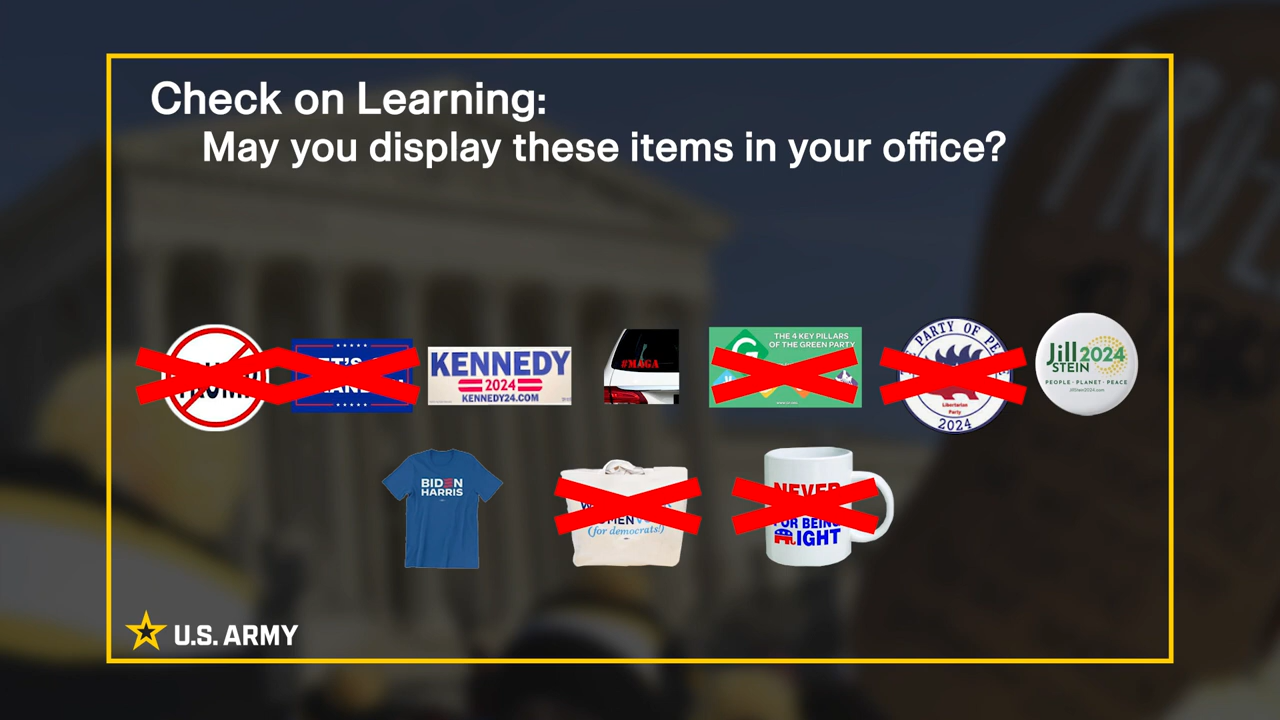 Check on Learning:
May you display these items in your office?
KENNEDY
2024
KENNEDY24.COM
#MAGA
THE 4 KEY PILLARS
OF THE GREEN PARTY
G
PARTY OF
Libertarian
Party
2024
Jill 2024
STEIN
PEOPLE · PLANET · PEACE
JillStein2024.com
BIDEN
HARRIS
(for democrats!)
NEVER
FOR BEING
RIGHT
U.S. ARMY